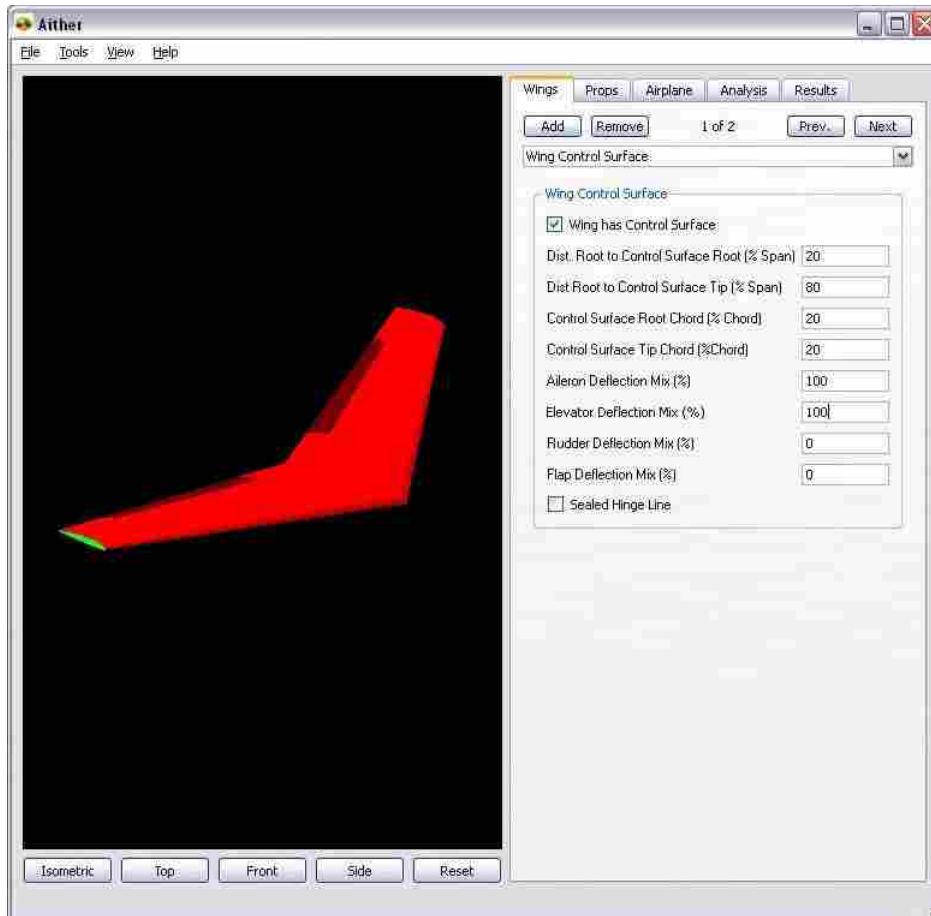 Aither
File Tools View Help
Wings Props Airplane Analysis Results
Add Remove 1 of 2 Prev. Next
Wing Control Surface
Wing Control Surface
Wing has Control Surface
Dist. Root to Control Surface Root (% Span) 20
Dist Root to Control Surface Tip (% Span) 80
Control Surface Root Chord (% Chord) 20
Control Surface Tip Chord (%Chord) 20
Aileron Deflection Mix (%) 100
Elevator Deflection Mix (%) 100
Rudder Deflection Mix (%) 0
Flap Deflection Mix (%) 0
Sealed Hinge Line
Isometric Top Front Side Reset